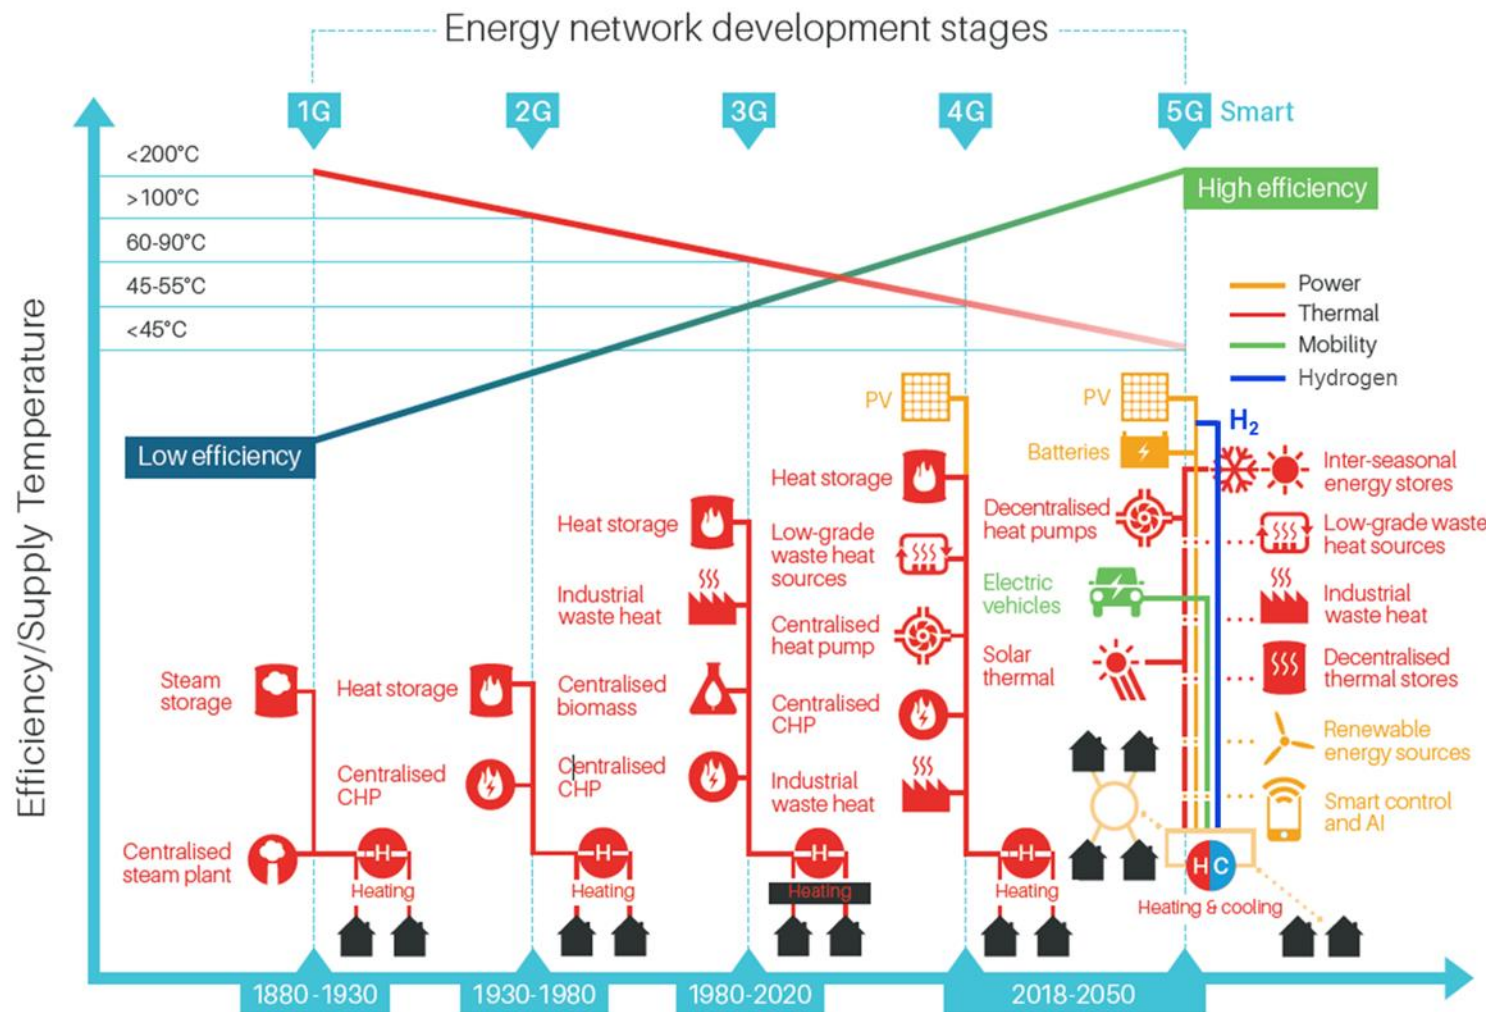 Energy network development stages
1G
2G
3G
4G
5G Smart
<200°C
>100°C
60-90°C
45-55°C
<45°C
Efficiency/Supply Temperature
High efficiency
Low efficiency
Power
Thermal
Mobility
Hydrogen
Steam
storage
Centralised
steam plant
H
Heating
Heat storage
Centralised
CHP
H
Heating
Heat storage
Industrial
waste heat
Centralised
biomass
Centralised
CHP
H
Heating
PV
Heat storage
Low-grade
waste heat
sources
Centralised
heat pump
Centralised
CHP
Industrial
waste heat
H
Heating
PV
Batteries
Decentralised
heat pumps
Electric
vehicles
Solar
thermal
H₂
Inter-seasonal
energy stores
Low-grade waste
heat sources
Industrial
waste heat
Decentralised
thermal stores
Renewable
energy sources
Smart control
and AI
H C
Heating & cooling
1880-1930
1930-1980
1980-2020
2018-2050